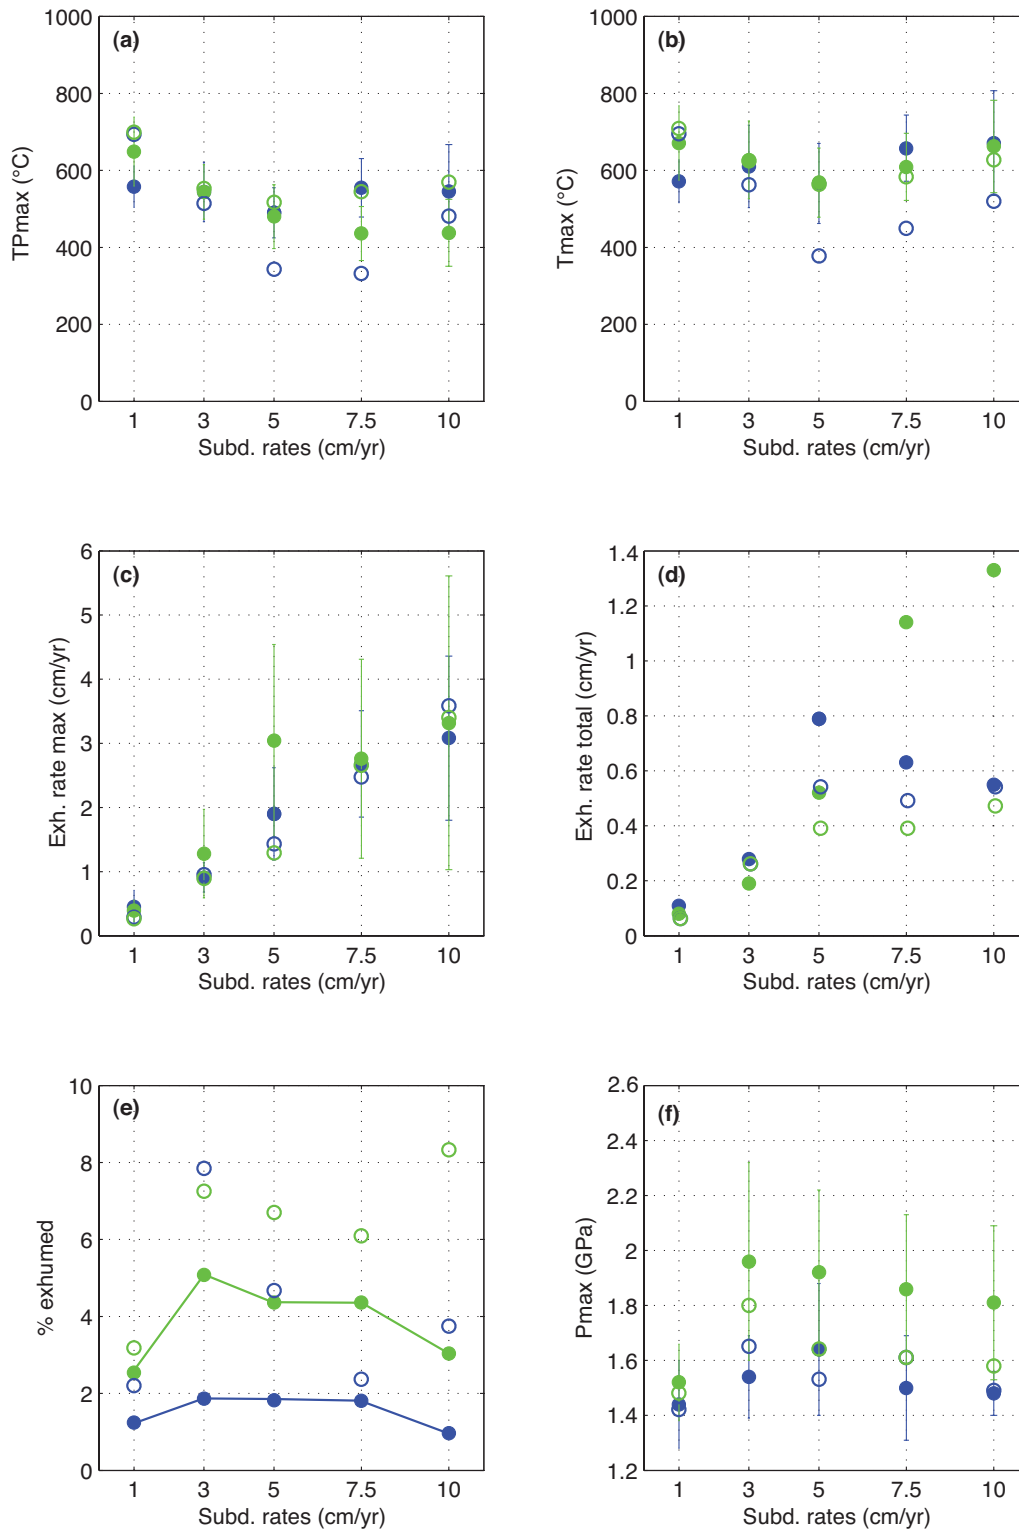 (a)
TPmax (°C)
1000
800
600
400
200
0
1 3 5 7.5 10
Subd. rates (cm/yr)
(b)
Tmax (°C)
1000
800
600
400
200
0
1 3 5 7.5 10
Subd. rates (cm/yr)
(c)
Exh. rate max (cm/yr)
6
5
4
3
2
1
0
1 3 5 7.5 10
Subd. rates (cm/yr)
(d)
Exh. rate total (cm/yr)
1.4
1.2
1
0.8
0.6
0.4
0.2
0
1 3 5 7.5 10
Subd. rates (cm/yr)
(e)
% exhumed
10
8
6
4
2
0
1 3 5 7.5 10
Subd. rates (cm/yr)
(f)
Pmax (GPa)
2.6
2.4
2.2
2
1.8
1.6
1.4
1.2
1 3 5 7.5 10
Subd. rates (cm/yr)